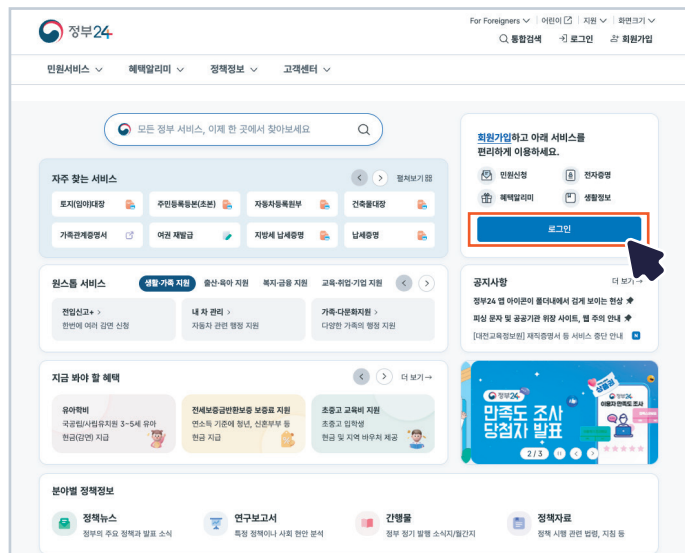 For Foreigners 어린이 지원 화면크기
정부24
통합검색 로그인 회원가입
민원서비스 혜택알리미 정책정보 고객센터
모든 정부 서비스, 이제 한 곳에서 찾아보세요
회원가입하고 아래 서비스를
편리하게 이용하세요.
민원신청 전자증명
혜택알리미 생활정보
로그인
자주 찾는 서비스 펼쳐보기
토지(임야)대장 주민등록등본(초본) 자동차등록원부 건축물대장
가족관계증명서 여권 재발급 지방세 납세증명 납세증명
원스톱 서비스 생활·가족 지원 출산·육아 지원 복지·금융 지원 교육·취업·기업 지원
전입신고+ > 내 차 관리 > 가족·다문화지원 >
한번에 여러 감면 신청 자동차 관련 행정 지원 다양한 가족의 행정 지원
공지사항 더 보기→
정부24 앱 아이콘이 폴더내에서 검게 보이는 현상
피싱 문자 및 공공기관 위장 사이트, 웹 주의 안내
[대전교육정보원] 재직증명서 등 서비스 중단 안내 N
지금 봐야 할 혜택 더 보기→
유아학비 전세보증금반환보증 보증료 지원 초중고 교육비 지원
국공립/사립유치원 3~5세 유아 연소득 기준에 청년, 신혼부부 등 초중고 입학생
현금(감면) 지급 현금 지급 현금 및 지역 바우처 제공
정부24
만족도 조사
당첨자 발표
상품권
정부24
이용자 만족도 조사
2/3
분야별 정책정보
정책뉴스 연구보고서 간행물 정책자료
정부의 주요 정책과 발표 소식 특정 정책이나 사회 현안 분석 정부 정기 발행 소식지/월간지 정책 시행 관련 법령, 지침 등